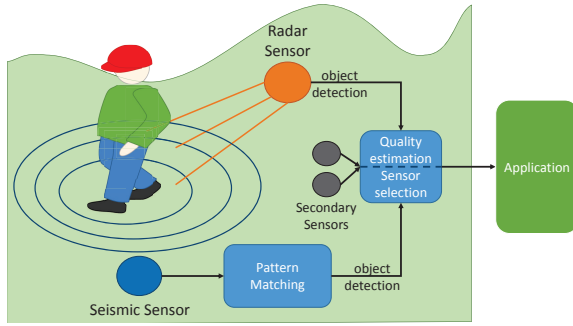 Radar
Sensor
object
detection
Quality
estimation
Sensor
selection
Application
Secondary
Sensors
Pattern
Matching
object
detection
Seismic Sensor